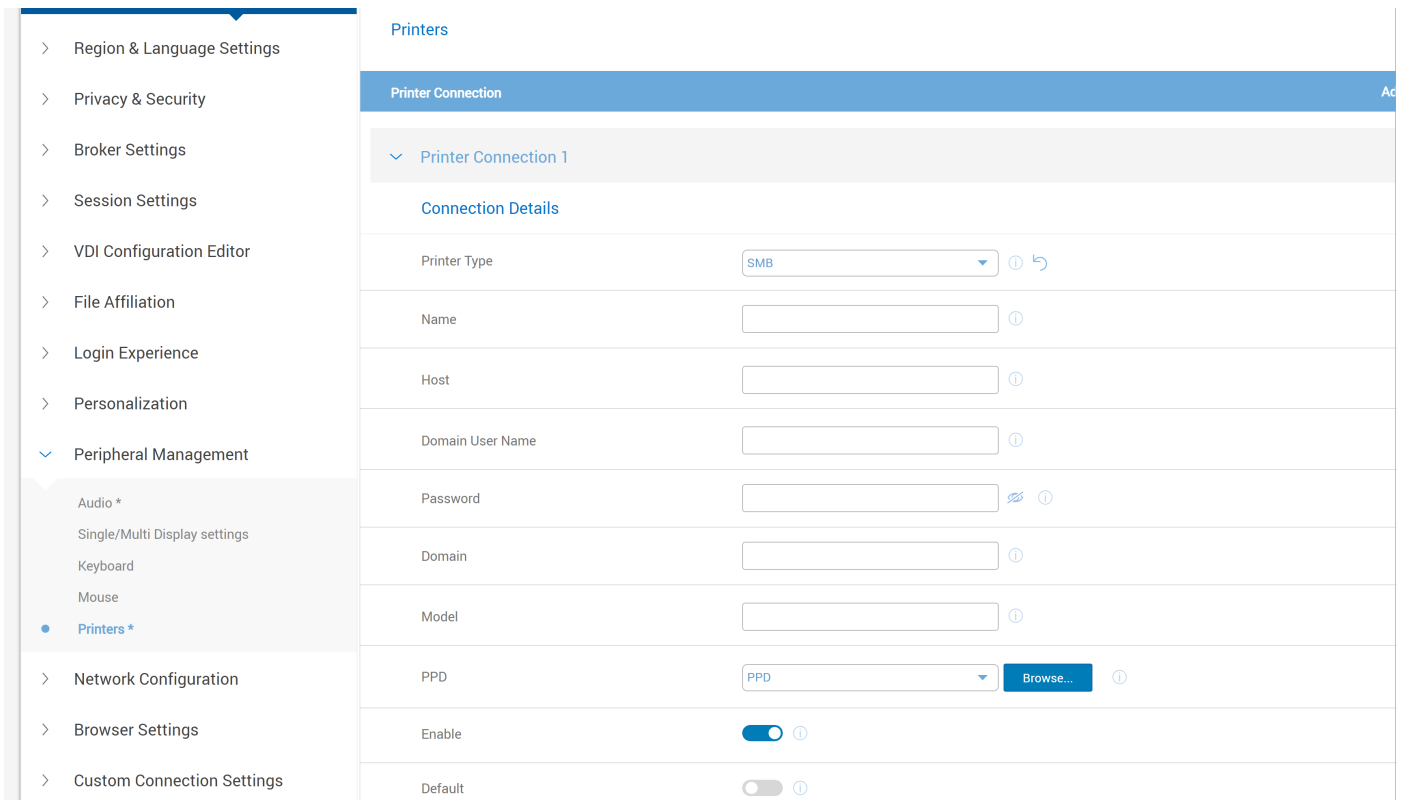 Region & Language Settings
Privacy & Security
Broker Settings
Session Settings
VDI Configuration Editor
File Affiliation
Login Experience
Personalization
Peripheral Management
Audio *
Single/Multi Display settings
Keyboard
Mouse
Printers *
Network Configuration
Browser Settings
Custom Connection Settings
Printers
Printer Connection
Printer Connection 1
Connection Details
Printer Type SMB
Name
Host
Domain User Name
Password
Domain
Model
PPD PPD Browse...
Enable
Default